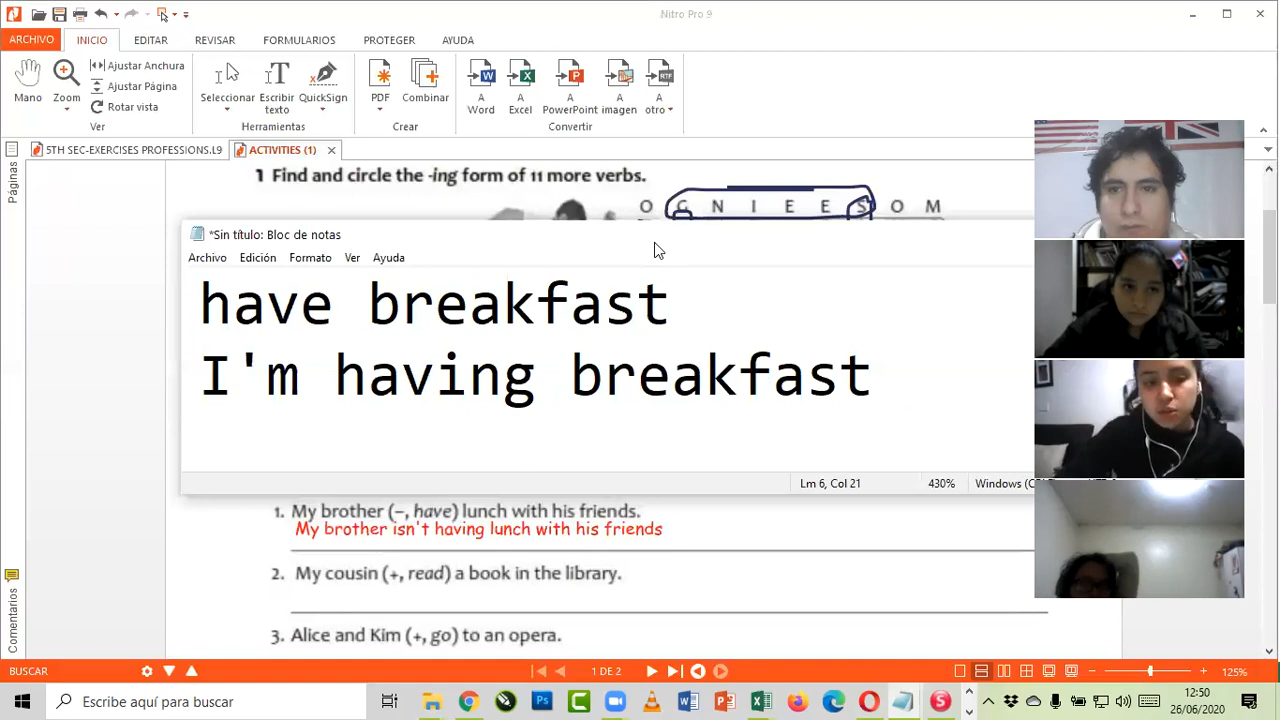 Nitro Pro 9
ARCHIVO INICIO EDITAR REVISAR FORMULARIOS PROTEGER AYUDA
Mano
Zoom
Ajustar Anchura
Ajustar Página
Rotar vista
Ver
Seleccionar
Escribir texto
QuickSign
Herramientas
PDF
Combinar
Crear
A Word
A Excel
A PowerPoint
A imagen
A otro
Convertir
Páginas
5TH SEC-EXERCISES PROFESSIONS.L9
ACTIVITIES (1)
1 Find and circle the -ing form of 11 more verbs.
O G N I E E S O M
*Sin título: Bloc de notas
Archivo Edición Formato Ver Ayuda
have breakfast
I'm having breakfast
Lm 6, Col 21 430%
1. My brother (–, have) lunch with his friends.
My brother isn't having lunch with his friends
2. My cousin (+, read) a book in the library.
3. Alice and Kim (+, go) to an opera.
Comentarios
BUSCAR
1 DE 2
125%
Escribe aquí para buscar
12:50
26/06/2020